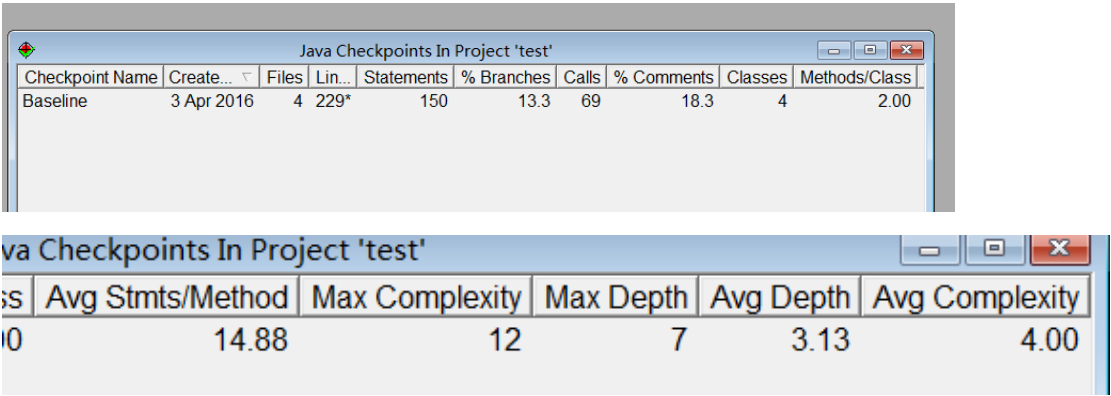 Java Checkpoints In Project 'test'
Checkpoint Name Create... Files Lin... Statements % Branches Calls % Comments Classes Methods/Class
Baseline 3 Apr 2016 4 229* 150 13.3 69 18.3 4 2.00
va Checkpoints In Project 'test'
ss Avg Stmts/Method Max Complexity Max Depth Avg Depth Avg Complexity
00 14.88 12 7 3.13 4.00